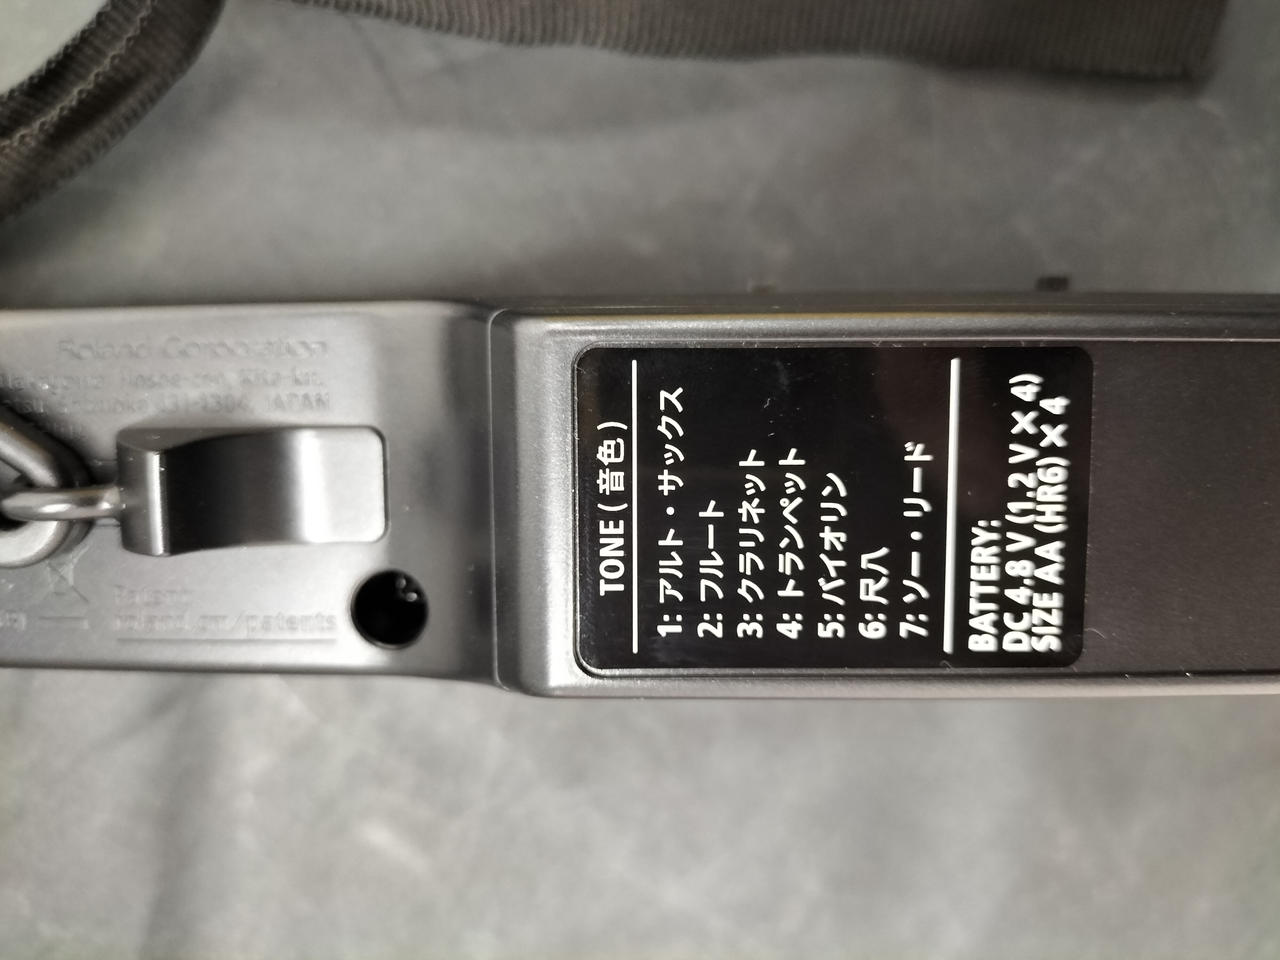 TONE ( 音色 )
1: アルト・サックス
2: フルート
3: クラリネット
4: トランペット
5: バイオリン
6: 尺八
7: ソー・リード
BATTERY:
DC 4.8 V (1.2 V × 4)
SIZE AA (HR6) × 4
Roland Corporation
JAPAN
Patent